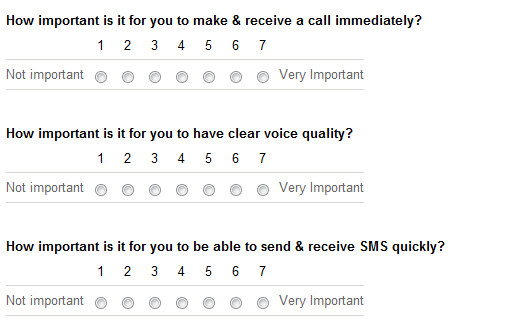 How important is it for you to make & receive a call immediately?
1 2 3 4 5 6 7
Not important Very Important
How important is it for you to have clear voice quality?
1 2 3 4 5 6 7
Not important Very Important
How important is it for you to be able to send & receive SMS quickly?
1 2 3 4 5 6 7
Not important Very Important